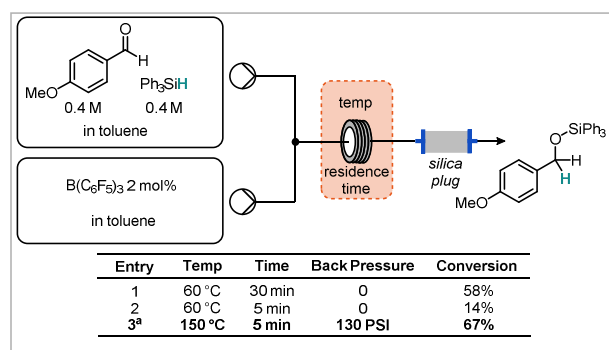 O
H
MeO
Ph₃SiH
0.4 M 0.4 M
in toluene
B(C₆F₅)₃ 2 mol%
in toluene
temp
residence
time
silica
plug
SiPh₃
O
H
H
MeO
Entry Temp Time Back Pressure Conversion
1 60 °C 30 min 0 58%
2 60 °C 5 min 0 14%
3ᵃ 150 °C 5 min 130 PSI 67%